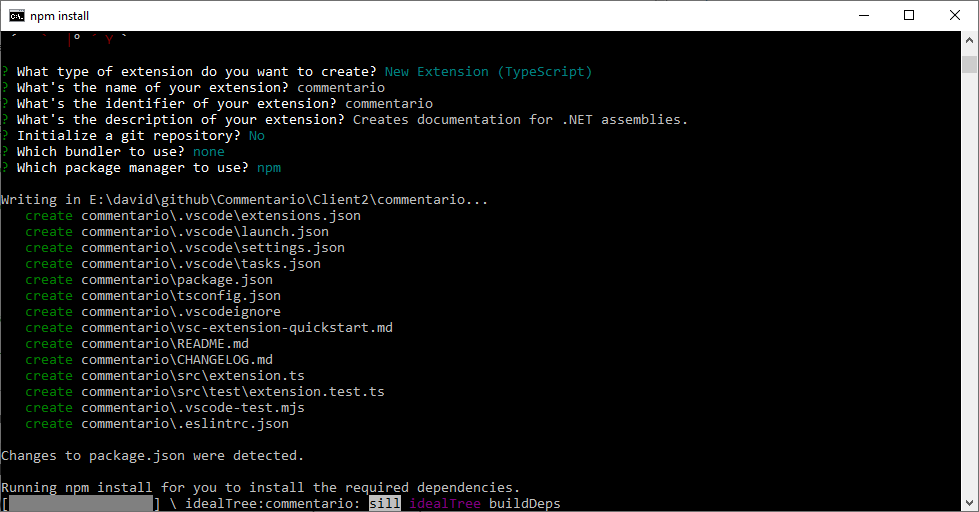 npm install
? What type of extension do you want to create? New Extension (TypeScript)
? What's the name of your extension? commentario
? What's the identifier of your extension? commentario
? What's the description of your extension? Creates documentation for .NET assemblies.
? Initialize a git repository? No
? Which bundler to use? none
? Which package manager to use? npm
Writing in E:\david\github\Commentario\Client2\commentario...
create commentario\.vscode\extensions.json
create commentario\.vscode\launch.json
create commentario\.vscode\settings.json
create commentario\.vscode\tasks.json
create commentario\package.json
create commentario\tsconfig.json
create commentario\.vscodeignore
create commentario\vsc-extension-quickstart.md
create commentario\README.md
create commentario\CHANGELOG.md
create commentario\src\extension.ts
create commentario\src\test\extension.test.ts
create commentario\.vscode-test.mjs
create commentario\.eslintrc.json
Changes to package.json were detected.
Running npm install for you to install the required dependencies.
[ ] \ idealTree:commentario: sill idealTree buildDeps